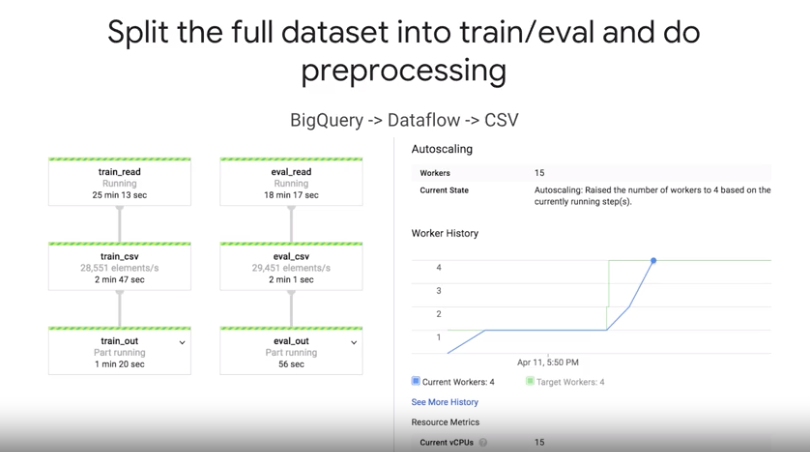 Split the full dataset into train/eval and do
preprocessing
BigQuery -> Dataflow -> CSV
train_read
Running
25 min 13 sec
eval_read
Running
18 min 17 sec
train_csv
28,551 elements/s
2 min 47 sec
eval_csv
29,451 elements/s
2 min 1 sec
train_out
Part running
1 min 20 sec
eval_out
Part running
56 sec
Autoscaling
Workers 15
Current State Autoscaling: Raised the number of workers to 4 based on the
currently running step(s).
Worker History
4
3
2
1
Apr 11, 5:50 PM
Current Workers: 4 Target Workers: 4
See More History
Resource Metrics
Current vCPUs ? 15